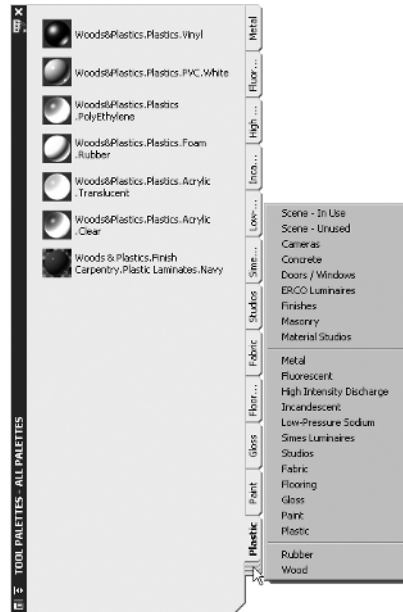 Woods&Plastics.Plastics.Vinyl
Woods&Plastics.Plastics.PVC.White
Woods&Plastics.Plastics
.PolyEthylene
Woods&Plastics.Plastics.Foam
.Rubber
Woods&Plastics.Plastics.Acrylic
.Translucent
Woods&Plastics.Plastics.Acrylic
.Clear
Woods & Plastics.Finish
Carpentry.Plastic Laminates.Navy
TOOL PALETTES - ALL PALETTES
Metal
Fluor...
High ...
Inca...
Low-...
Sime...
Studios
Fabric
Floor...
Gloss
Paint
Plastic
Scene - In Use
Scene - Unused
Cameras
Concrete
Doors / Windows
ERCO Luminaires
Finishes
Masonry
Material Studios
Metal
Fluorescent
High Intensity Discharge
Incandescent
Low-Pressure Sodium
Simes Luminaires
Studios
Fabric
Flooring
Gloss
Paint
Plastic
Rubber
Wood